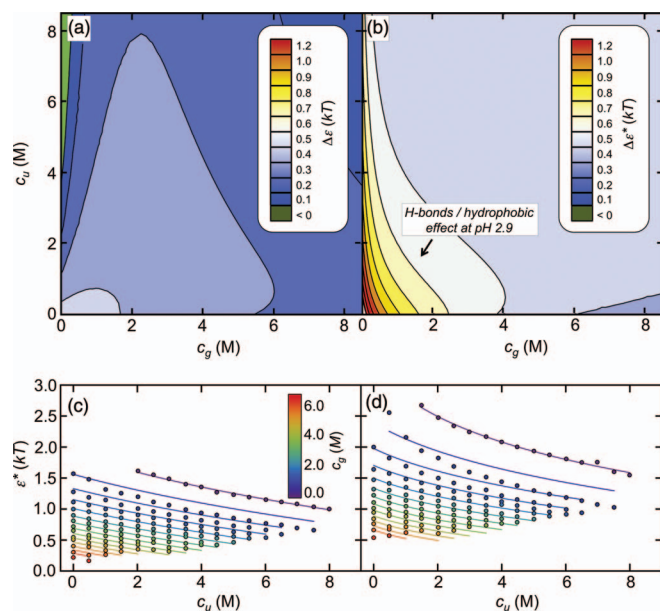 (a)
1.2
1.0
0.9
0.8
0.7
0.6
0.5
0.4
0.3
0.2
0.1
< 0
Δε (kT)
8
6
4
2
0
c_u (M)
0 2 4 6 8
c_g (M)
(b)
1.2
1.0
0.9
0.8
0.7
0.6
0.5
0.4
0.3
0.2
0.1
< 0
Δε* (kT)
H-bonds / hydrophobic
effect at pH 2.9
0 2 4 6 8
c_g (M)
(c)
3.0
2.5
2.0
1.5
1.0
0.5
0.0
ε*
6.0
4.0
2.0
0.0
c_g (M)
0 2 4 6 8
c_u (M)
(d)
0 2 4 6 8
c_u (M)